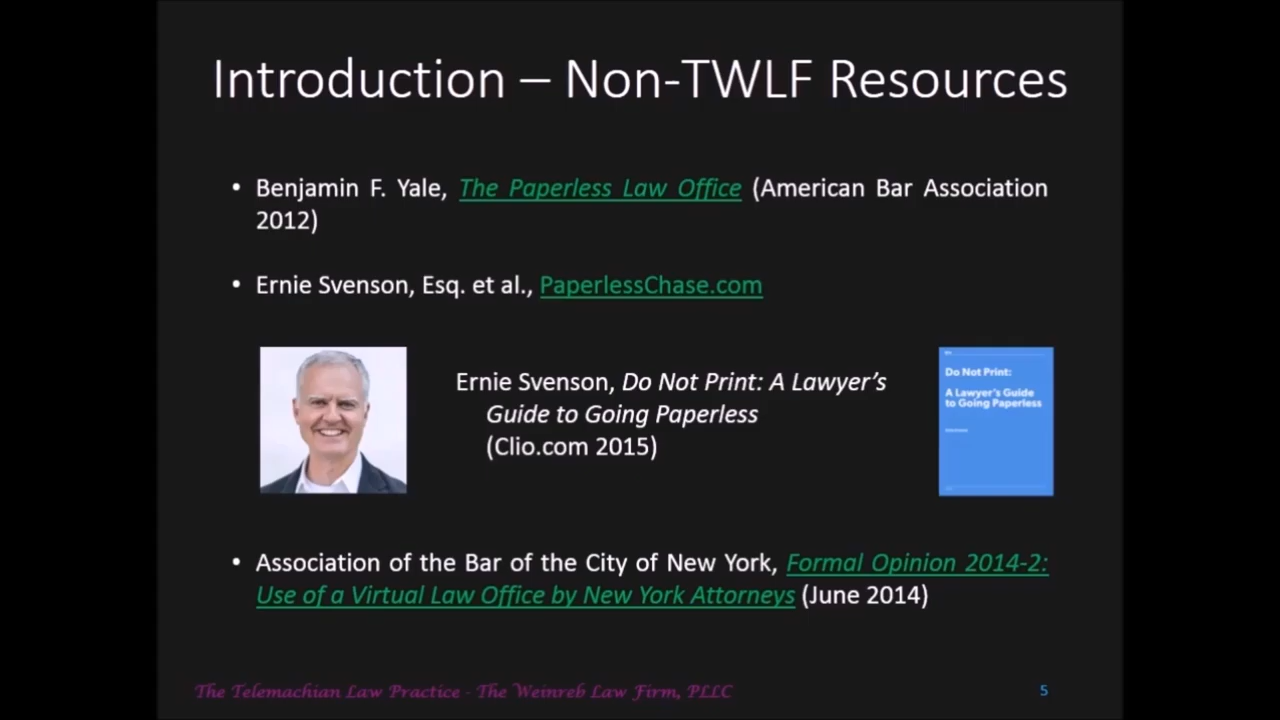 Introduction – Non-TWLF Resources
• Benjamin F. Yale, The Paperless Law Office (American Bar Association
2012)
• Ernie Svenson, Esq. et al., PaperlessChase.com
Ernie Svenson, Do Not Print: A Lawyer's
Guide to Going Paperless
(Clio.com 2015)
Do Not Print:
A Lawyer's Guide
to Going Paperless
• Association of the Bar of the City of New York, Formal Opinion 2014-2:
Use of a Virtual Law Office by New York Attorneys (June 2014)
The Telemachian Law Practice - The Weinreb Law Firm, PLLC
5